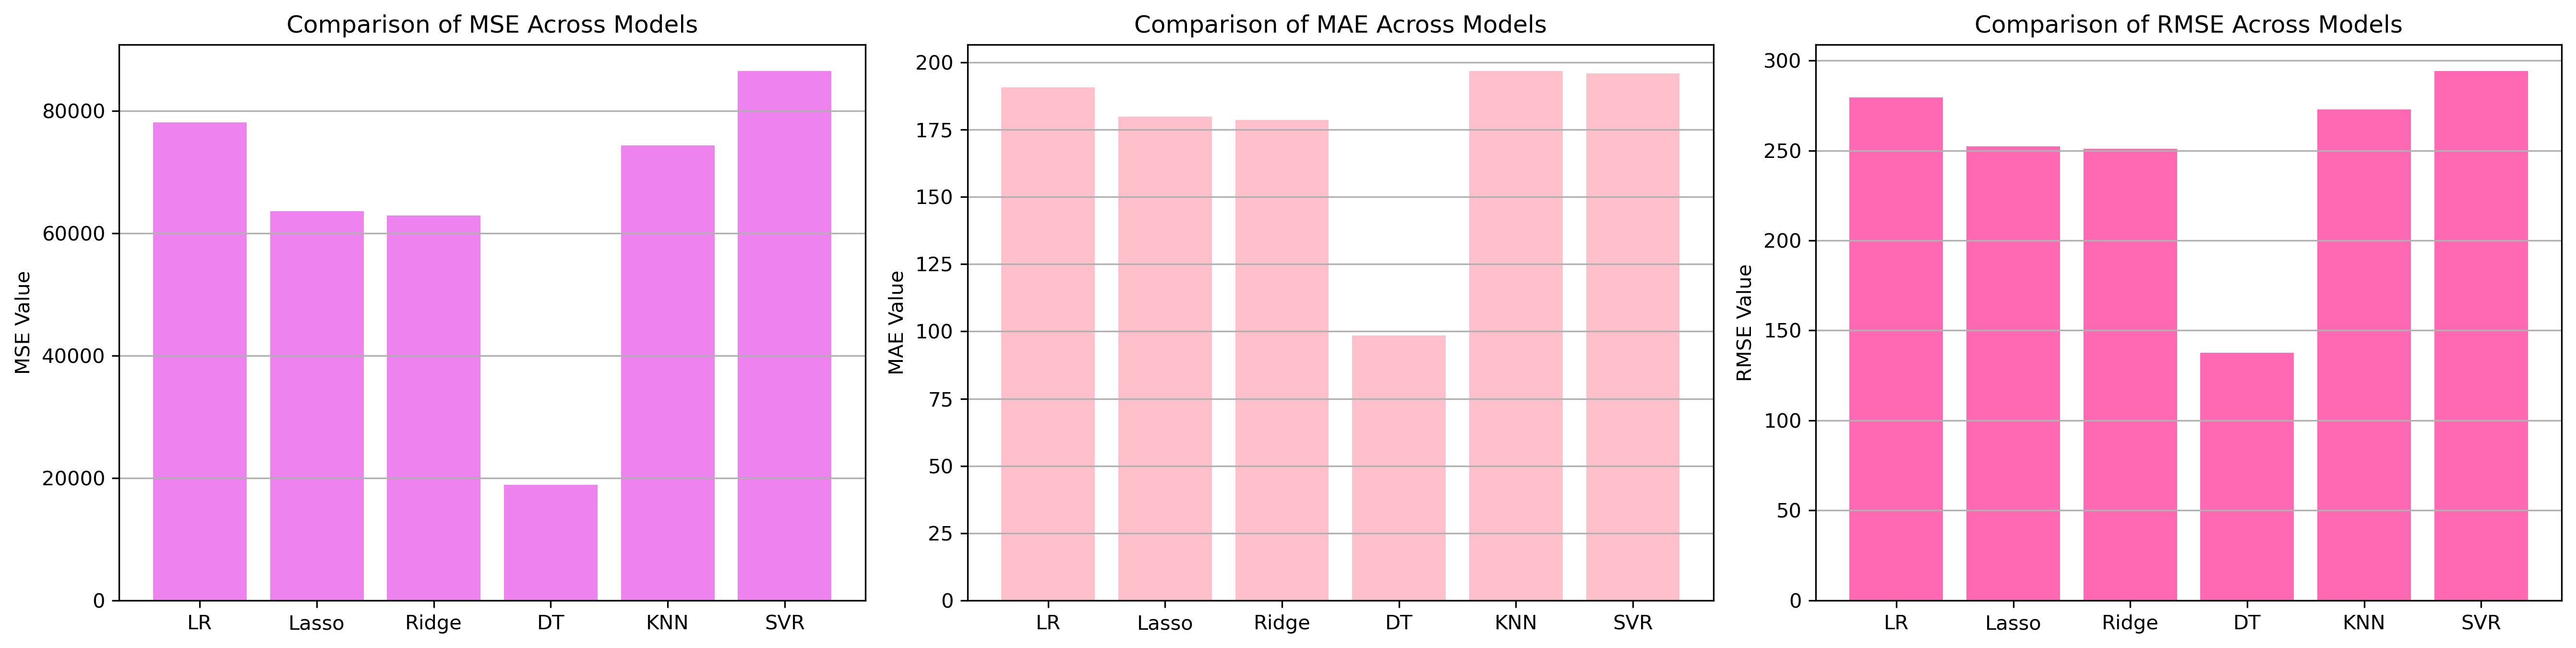 Comparison of MSE Across Models
MSE Value
80000
60000
40000
20000
0
LR Lasso Ridge DT KNN SVR
Comparison of MAE Across Models
MAE Value
200
175
150
125
100
75
50
25
0
LR Lasso Ridge DT KNN SVR
Comparison of RMSE Across Models
RMSE Value
300
250
200
150
100
50
0
LR Lasso Ridge DT KNN SVR